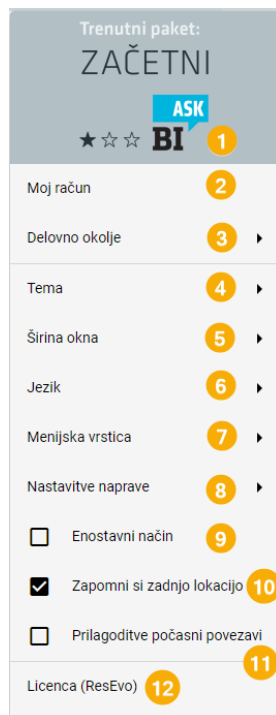 Trenutni paket:
ZAČETNI
ASK
BI 1
Moj račun 2
Delovno okolje 3
Tema 4
Širina okna 5
Jezik 6
Menijska vrstica 7
Nastavitve naprave 8
Enostavni način 9
Zapomni si zadnjo lokacijo 10
Prilagoditve počasni povezavi
11
Licenca (ResEvo) 12